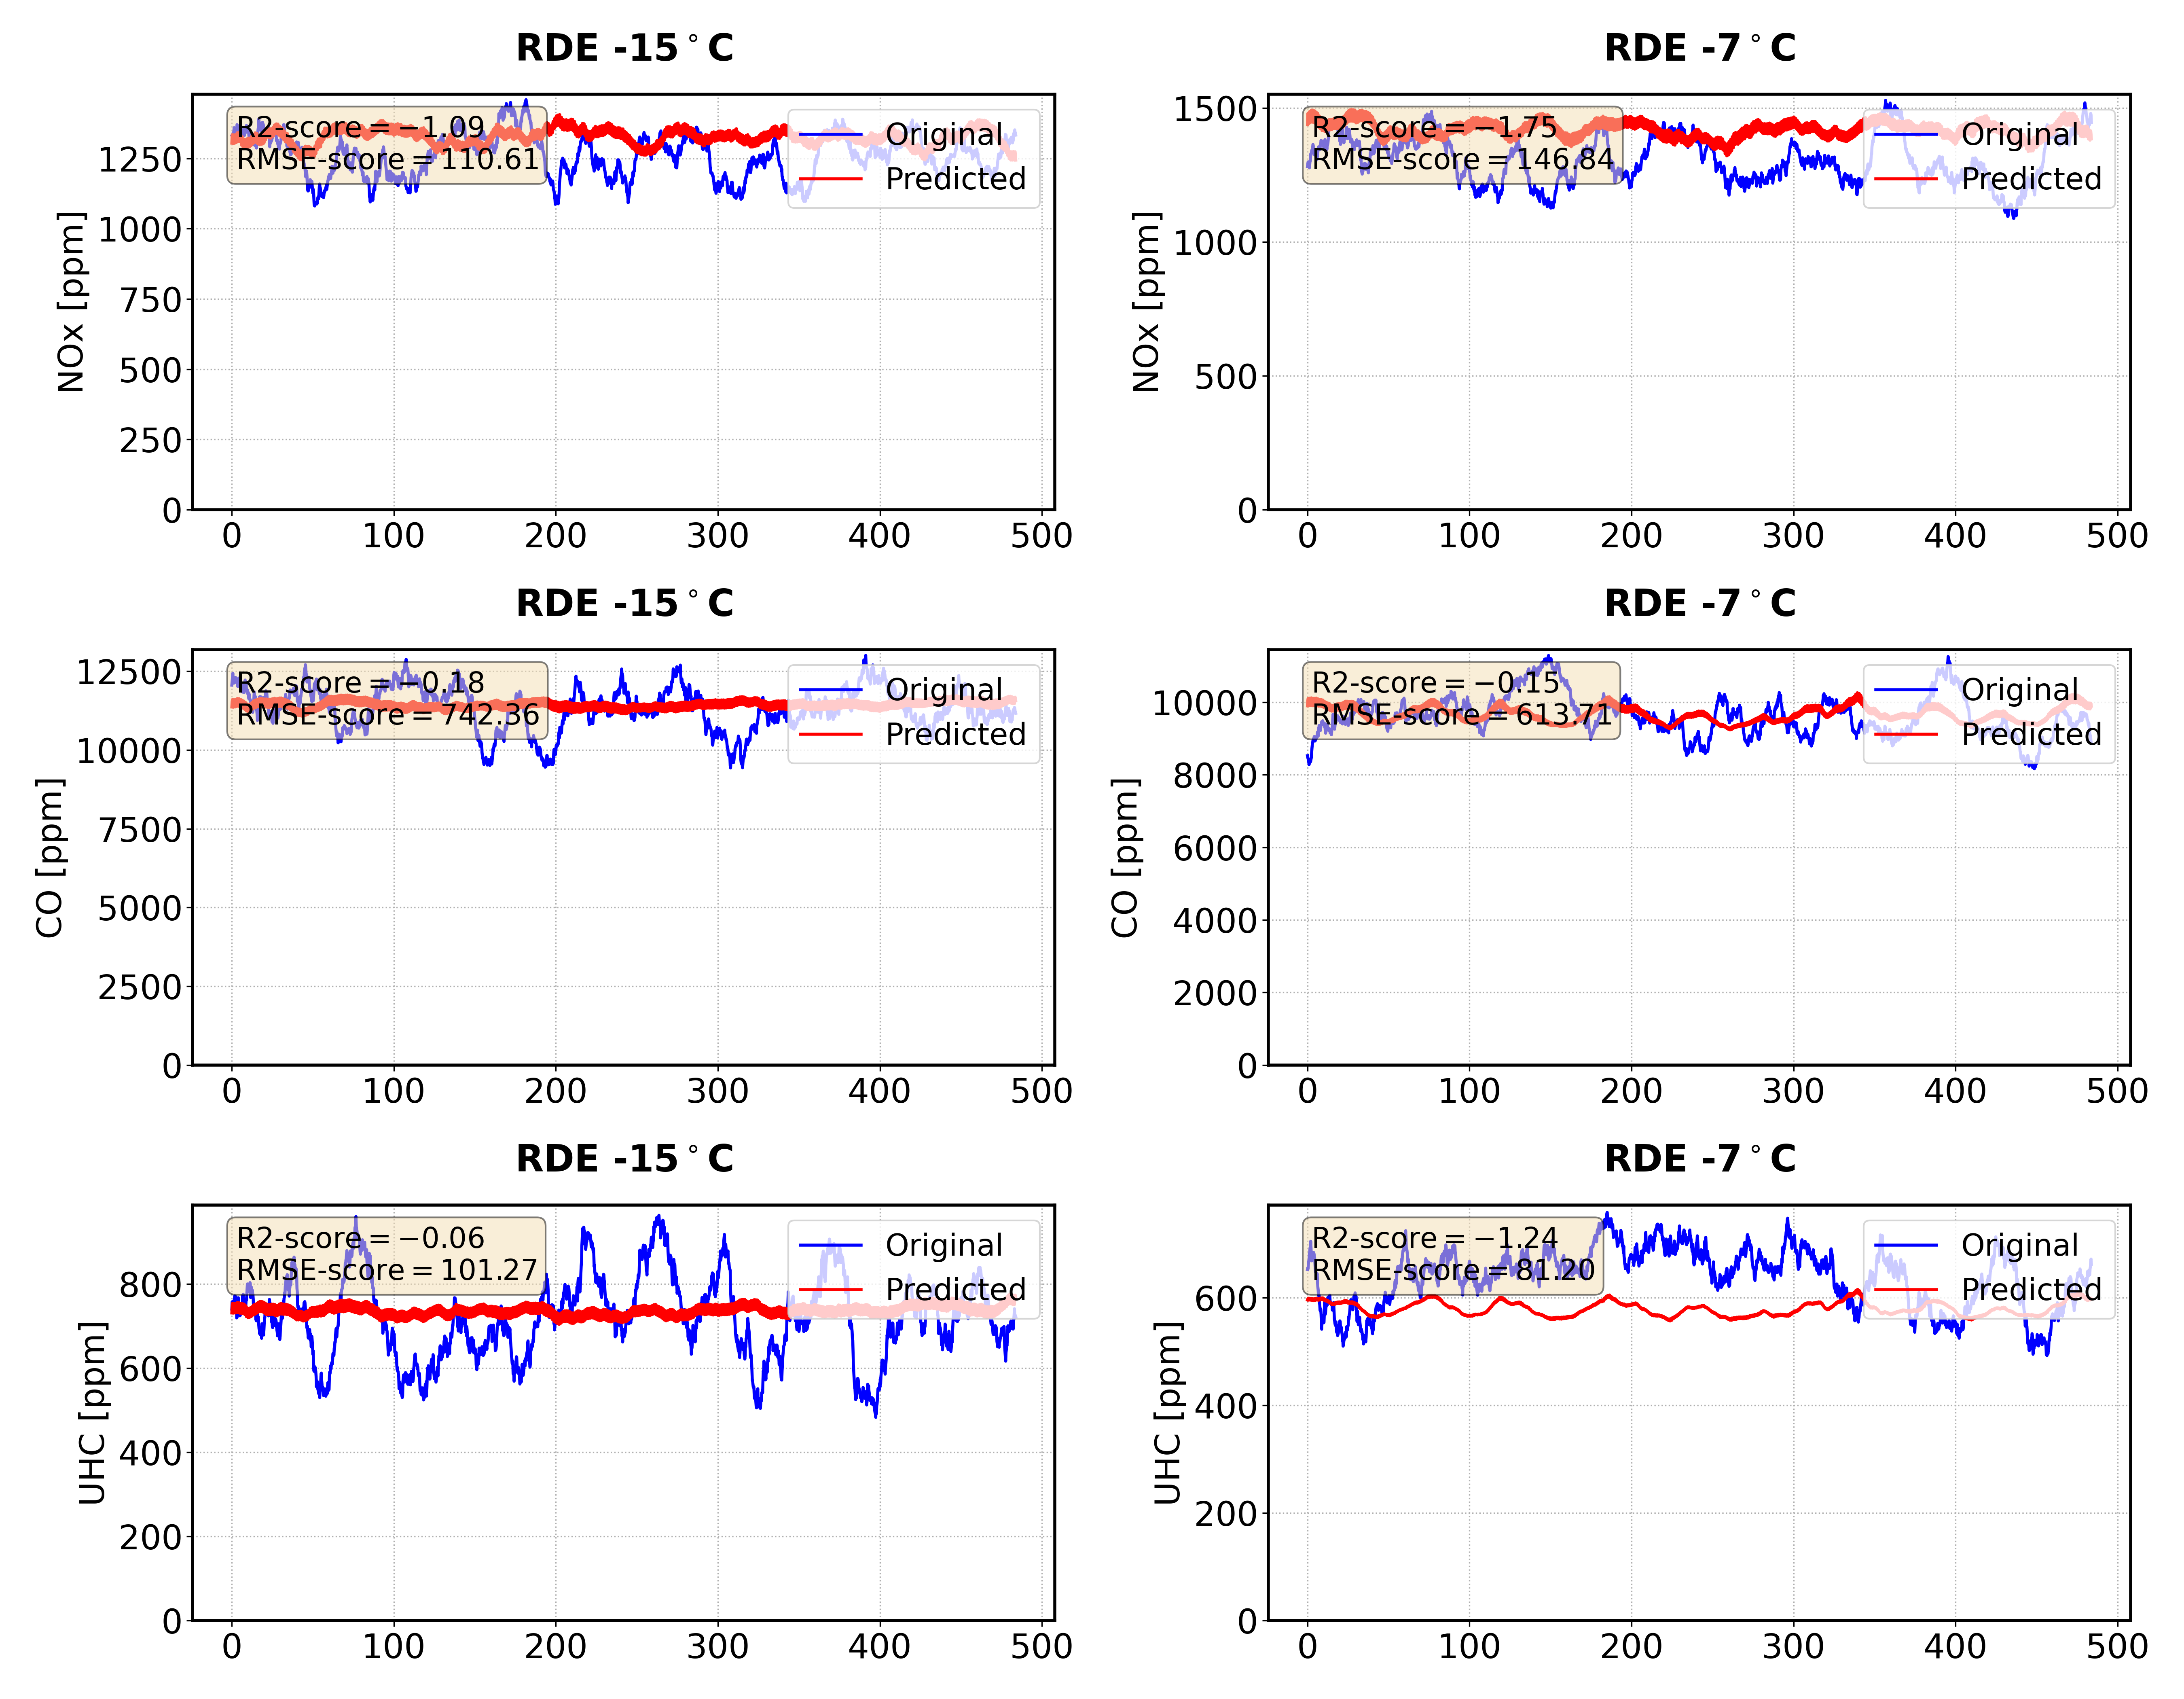 RDE -15°C
R2-score = −1.09
RMSE-score = 110.61
Original
Predicted
NOx [ppm]
1250
1000
750
500
250
0
0 100 200 300 400 500
RDE -7°C
R2-score = −1.75
RMSE-score = 146.84
Original
Predicted
NOx [ppm]
1500
1000
500
0
0 100 200 300 400 500
RDE -15°C
R2-score = −0.18
RMSE-score = 742.36
Original
Predicted
CO [ppm]
12500
10000
7500
5000
2500
0
0 100 200 300 400 500
RDE -7°C
R2-score = −0.15
RMSE-score = 613.71
Original
Predicted
CO [ppm]
10000
8000
6000
4000
2000
0
0 100 200 300 400 500
RDE -15°C
R2-score = −0.06
RMSE-score = 101.27
Original
Predicted
UHC [ppm]
800
600
400
200
0
0 100 200 300 400 500
RDE -7°C
R2-score = −1.24
RMSE-score = 81.20
Original
Predicted
UHC [ppm]
600
400
200
0
0 100 200 300 400 500